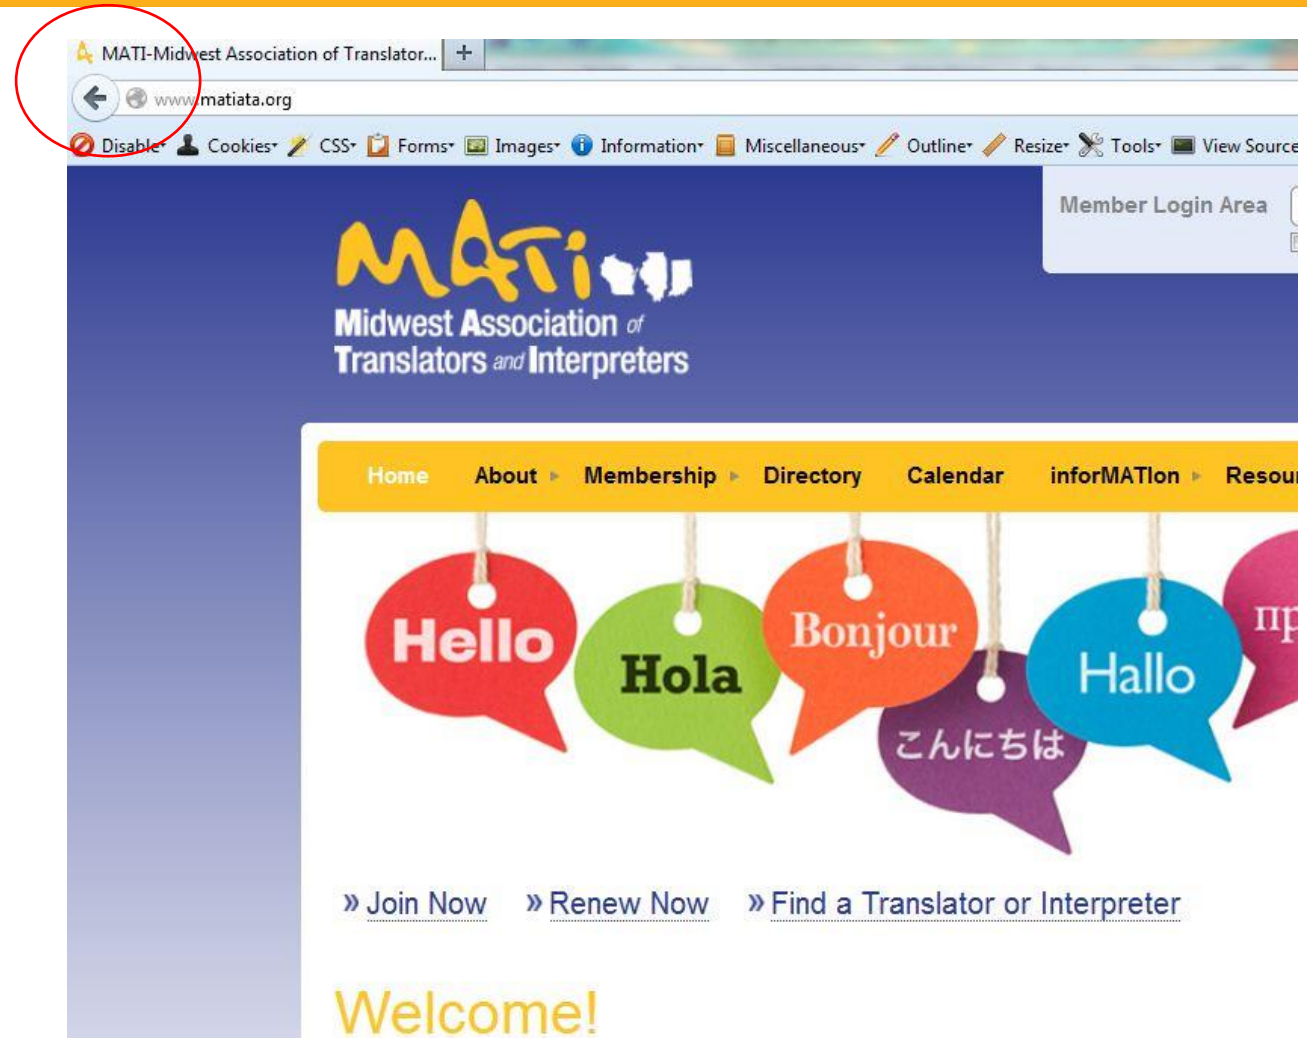 MATI-Midwest Association of Translator...
www.matiata.org
Disable Cookies CSS Forms Images Information Miscellaneous Outline Resize Tools View Source
Member Login Area
MATi
Midwest Association of
Translators and Interpreters
Home About Membership Directory Calendar inforMATIon
Hello
Hola
Bonjour
こんにちは
Hallo
» Join Now » Renew Now » Find a Translator or Interpreter
Welcome!